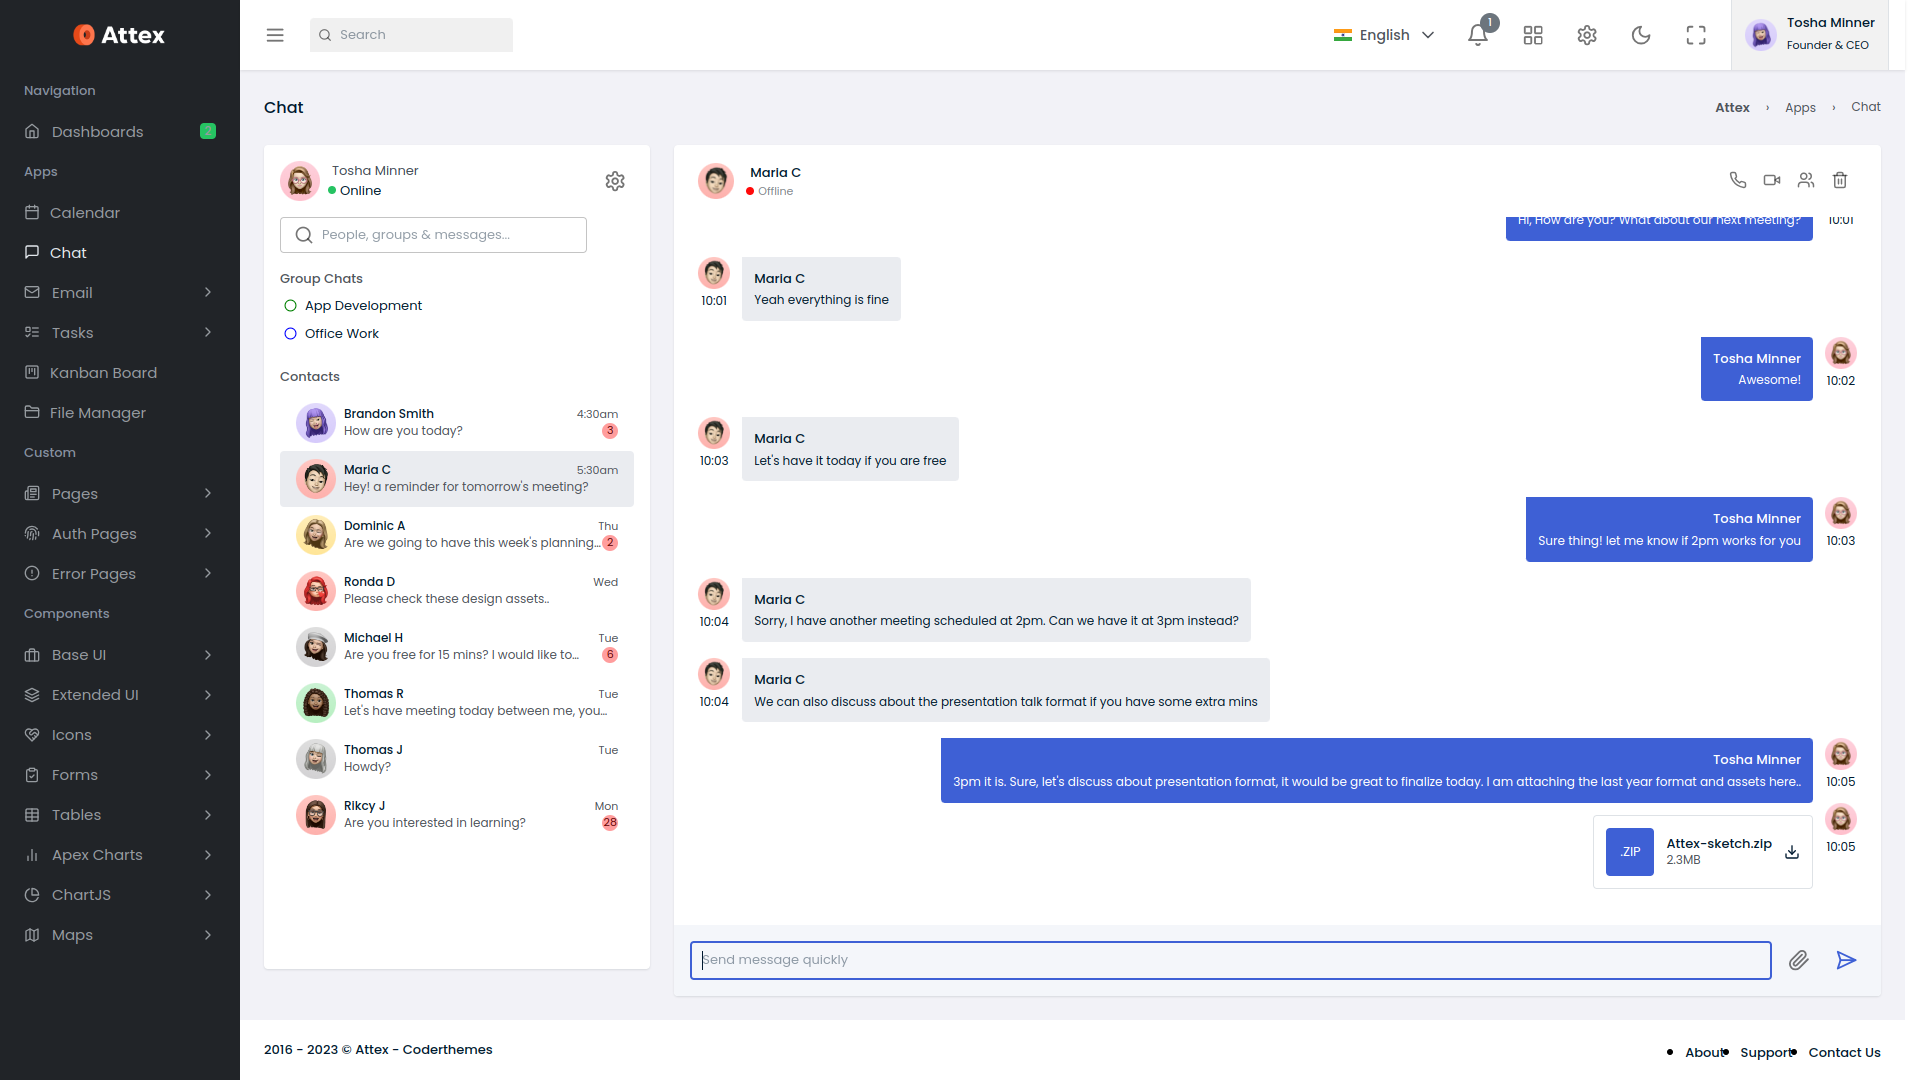 Attex
Search
English
1
Tosha Minner
Founder & CEO
Navigation
Dashboards
2
Apps
Calendar
Chat
Email
Tasks
Kanban Board
File Manager
Custom
Pages
Auth Pages
Error Pages
Components
Base UI
Extended UI
Icons
Forms
Tables
Apex Charts
ChartJS
Maps
Chat
Attex › Apps › Chat
Tosha Minner
Online
People, groups & messages...
Group Chats
App Development
Office Work
Contacts
Brandon Smith 4:30am
How are you today? 3
Maria C 5:30am
Hey! a reminder for tomorrow's meeting?
Dominic A Thu
Are we going to have this week's planning... 2
Ronda D Wed
Please check these design assets..
Michael H Tue
Are you free for 15 mins? I would like to... 6
Thomas R Tue
Let's have meeting today between me, you...
Thomas J Tue
Howdy?
Rikcy J Mon
Are you interested in learning? 28
Maria C
Offline
Hi, How are you? What about our next meeting? 10:01
Maria C
10:01 Yeah everything is fine
Tosha Minner
Awesome! 10:02
Maria C
10:03 Let's have it today if you are free
Tosha Minner
Sure thing! let me know if 2pm works for you 10:03
Maria C
10:04 Sorry, I have another meeting scheduled at 2pm. Can we have it at 3pm instead?
Maria C
10:04 We can also discuss about the presentation talk format if you have some extra mins
Tosha Minner
3pm it is. Sure, let's discuss about presentation format, it would be great to finalize today. I am attaching the last year format and assets here.. 10:05
.ZIP Attex-sketch.zip 10:05
2.3MB
Send message quickly
2016 - 2023 © Attex - Coderthemes
About Support Contact Us